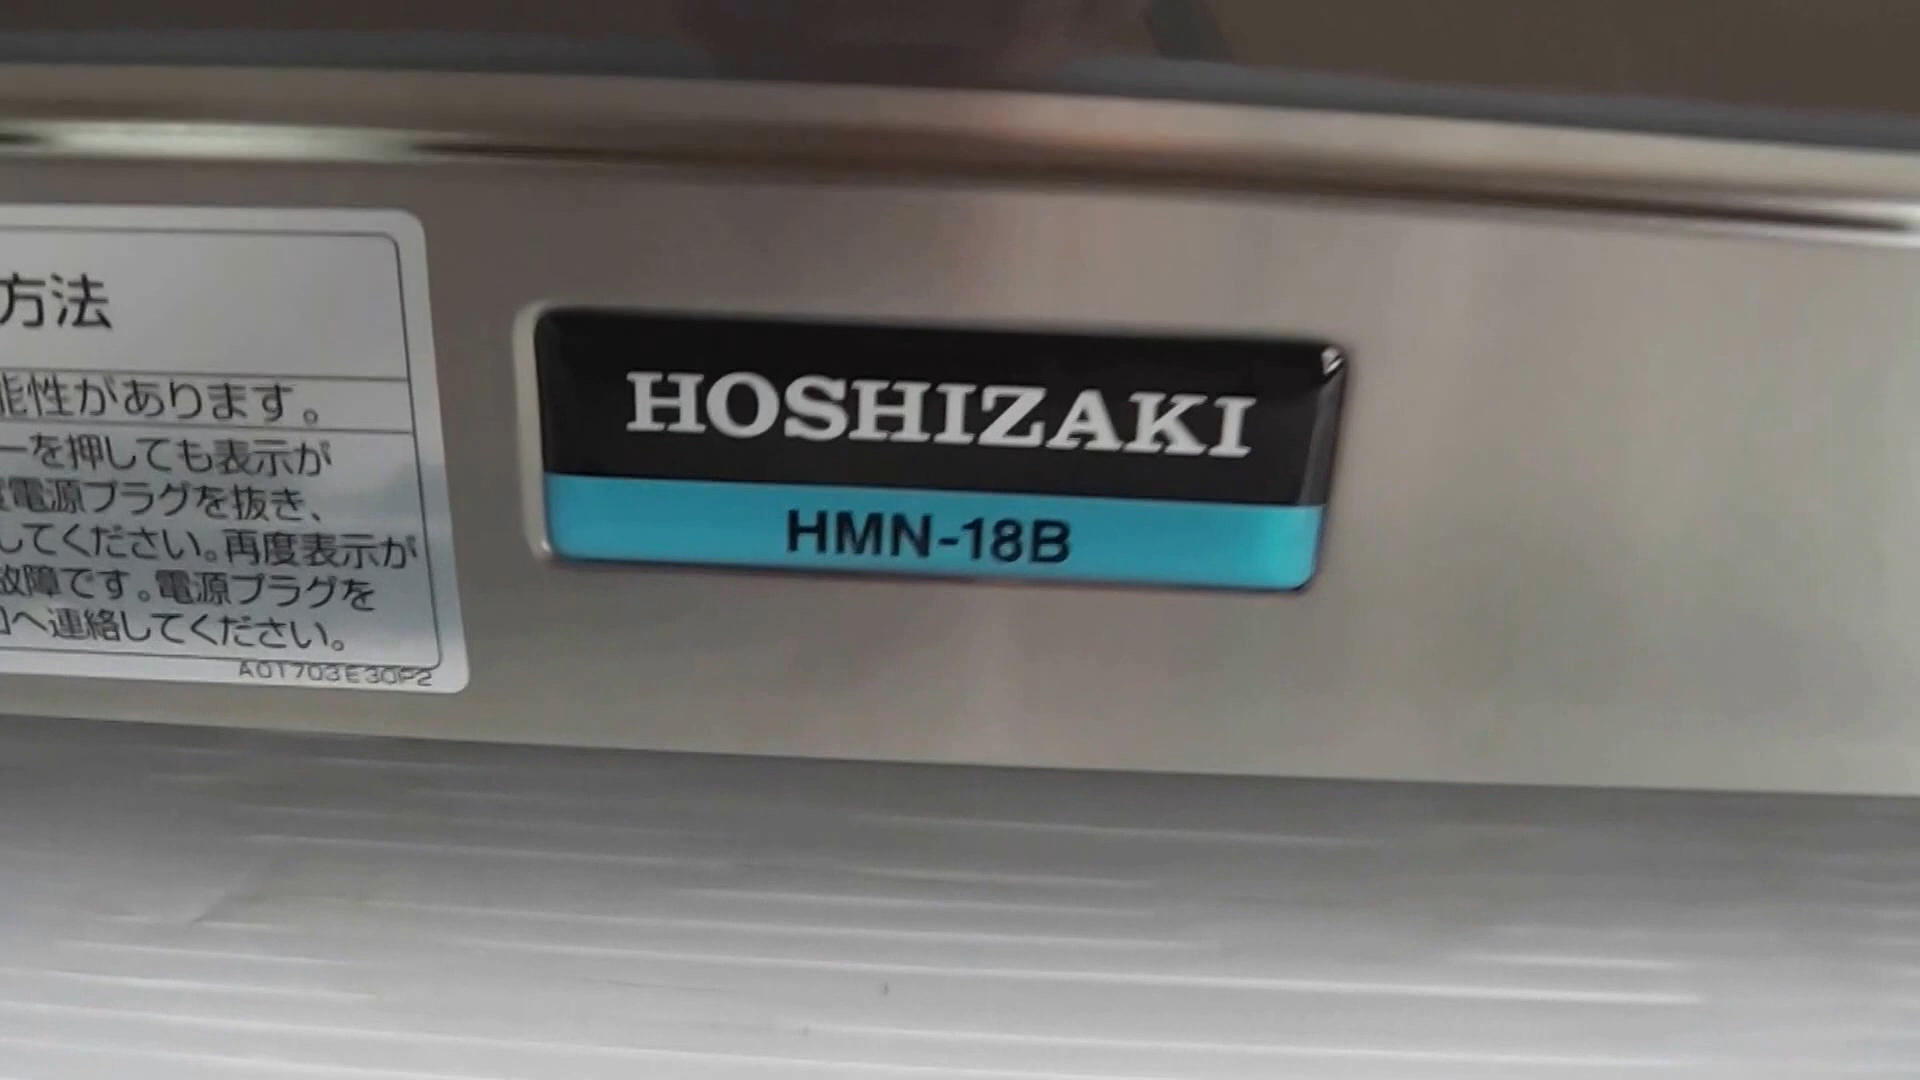 方法
能性があります。
ーを押しても表示が
電源プラグを抜き、
してください。再度表示が
故障です。電源プラグを
へ連絡してください。
A01703E30P2
HOSHIZAKI
HMN-18B